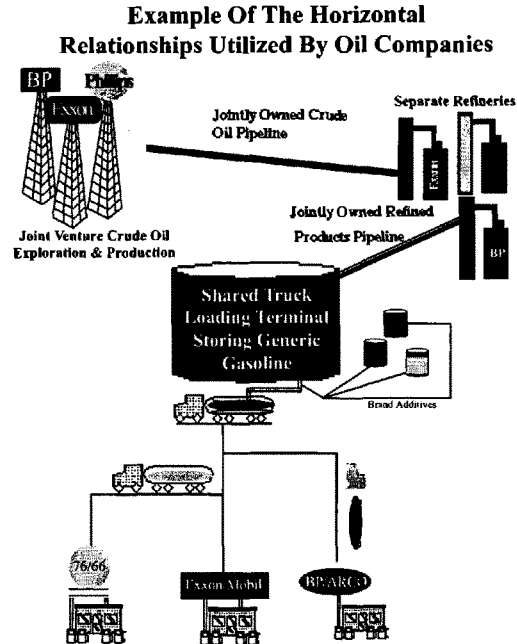 Example Of The Horizontal
Relationships Utilized By Oil Companies
BP
Phillips
Exxon
Jointly Owned Crude
Oil Pipeline
Separate Refineries
Exxon
Joint Venture Crude Oil
Exploration & Production
Jointly Owned Refined
Products Pipeline
BP
Shared Truck
Loading Terminal
Storing Generic
Gasoline
Brand Additives
76/66
Exxon Mobil
BP/ARCO